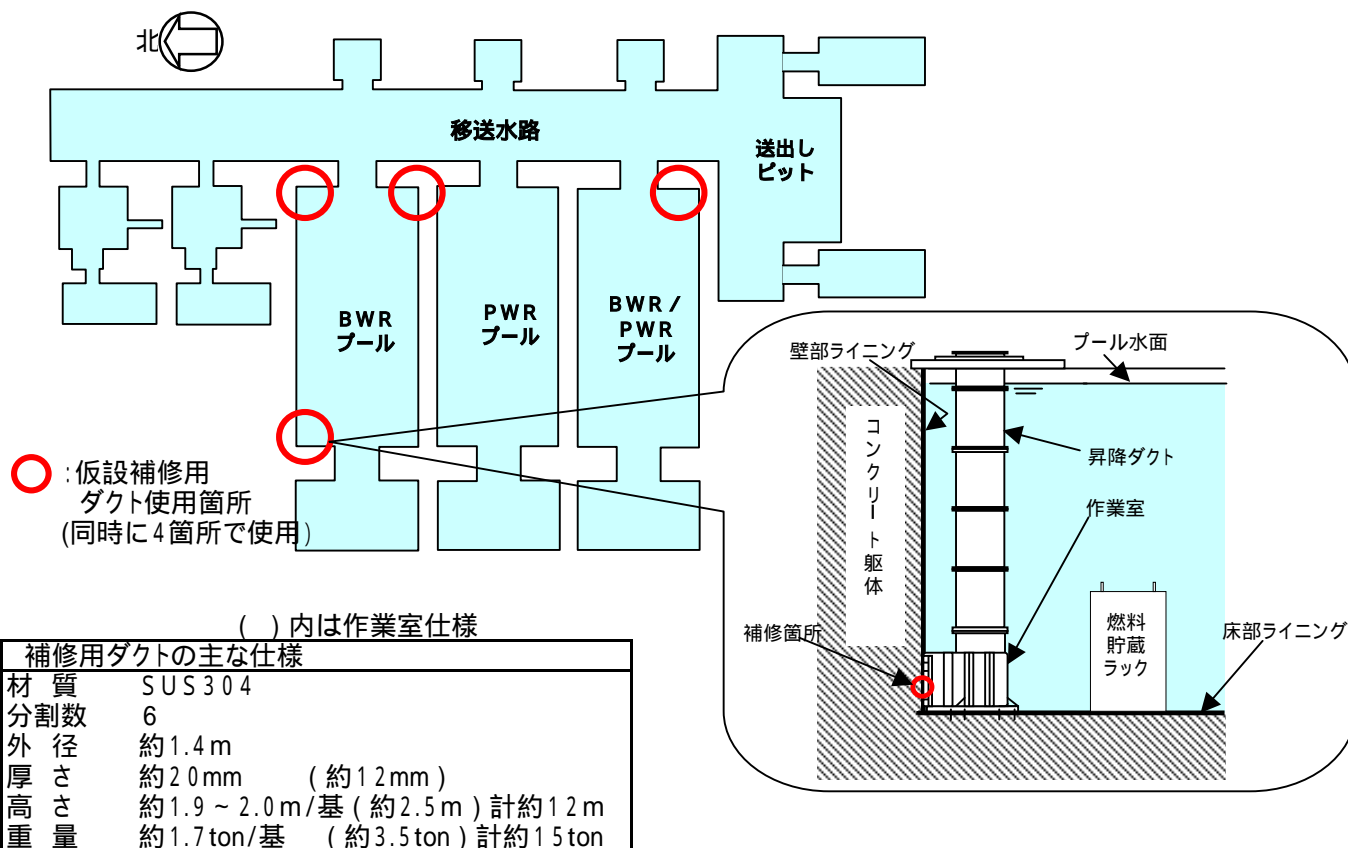 北
移送水路
送出し
ピット
BWR
プール
PWR
プール
BWR/
PWR
プール
:仮設補修用
ダクト使用箇所
(同時に4箇所で使用)
壁部ライニング
プール水面
コンクリート躯体
昇降ダクト
作業室
補修箇所
燃料
貯蔵
ラック
床部ライニング
( )内は作業室仕様
補修用ダクトの主な仕様
材 質 SUS304
分割数 6
外 径 約1.4m
厚 さ 約20mm (約12mm)
高 さ 約1.9~2.0m/基(約2.5m)計約12m
重 量 約1.7ton/基 (約3.5ton)計約15ton